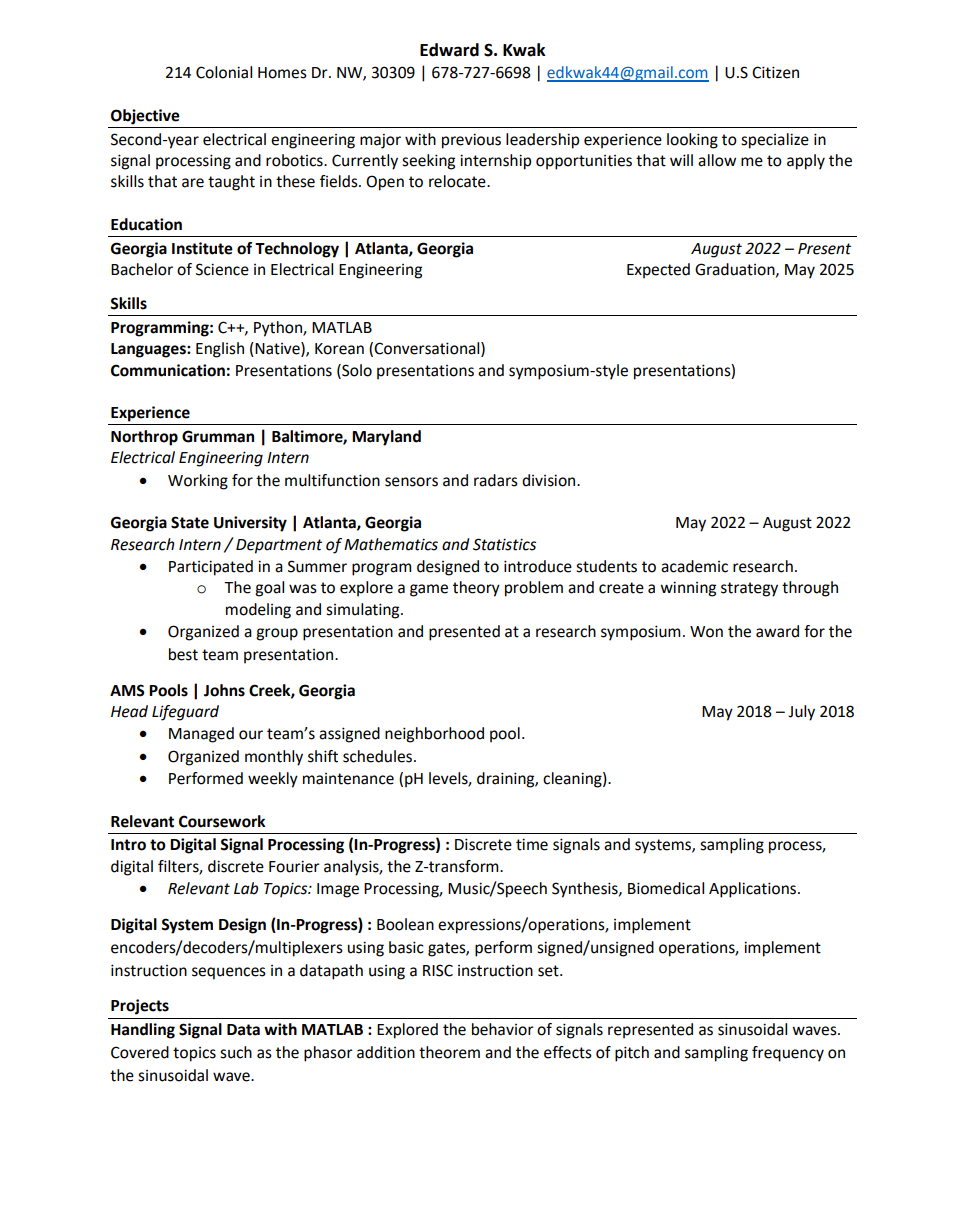 Edward S. Kwak
214 Colonial Homes Dr. NW, 30309 | 678-727-6698 | edkwak44@gmail.com | U.S Citizen
Objective
Second-year electrical engineering major with previous leadership experience looking to specialize in
signal processing and robotics. Currently seeking internship opportunities that will allow me to apply the
skills that are taught in these fields. Open to relocate.
Education
Georgia Institute of Technology | Atlanta, Georgia August 2022 – Present
Bachelor of Science in Electrical Engineering Expected Graduation, May 2025
Skills
Programming: C++, Python, MATLAB
Languages: English (Native), Korean (Conversational)
Communication: Presentations (Solo presentations and symposium-style presentations)
Experience
Northrop Grumman | Baltimore, Maryland
Electrical Engineering Intern
• Working for the multifunction sensors and radars division.
Georgia State University | Atlanta, Georgia May 2022 – August 2022
Research Intern / Department of Mathematics and Statistics
• Participated in a Summer program designed to introduce students to academic research.
o The goal was to explore a game theory problem and create a winning strategy through
modeling and simulating.
• Organized a group presentation and presented at a research symposium. Won the award for the
best team presentation.
AMS Pools | Johns Creek, Georgia
Head Lifeguard May 2018 – July 2018
• Managed our team’s assigned neighborhood pool.
• Organized monthly shift schedules.
• Performed weekly maintenance (pH levels, draining, cleaning).
Relevant Coursework
Intro to Digital Signal Processing (In-Progress) : Discrete time signals and systems, sampling process,
digital filters, discrete Fourier analysis, the Z-transform.
• Relevant Lab Topics: Image Processing, Music/Speech Synthesis, Biomedical Applications.
Digital System Design (In-Progress) : Boolean expressions/operations, implement
encoders/decoders/multiplexers using basic gates, perform signed/unsigned operations, implement
instruction sequences in a datapath using a RISC instruction set.
Projects
Handling Signal Data with MATLAB : Explored the behavior of signals represented as sinusoidal waves.
Covered topics such as the phasor addition theorem and the effects of pitch and sampling frequency on
the sinusoidal wave.